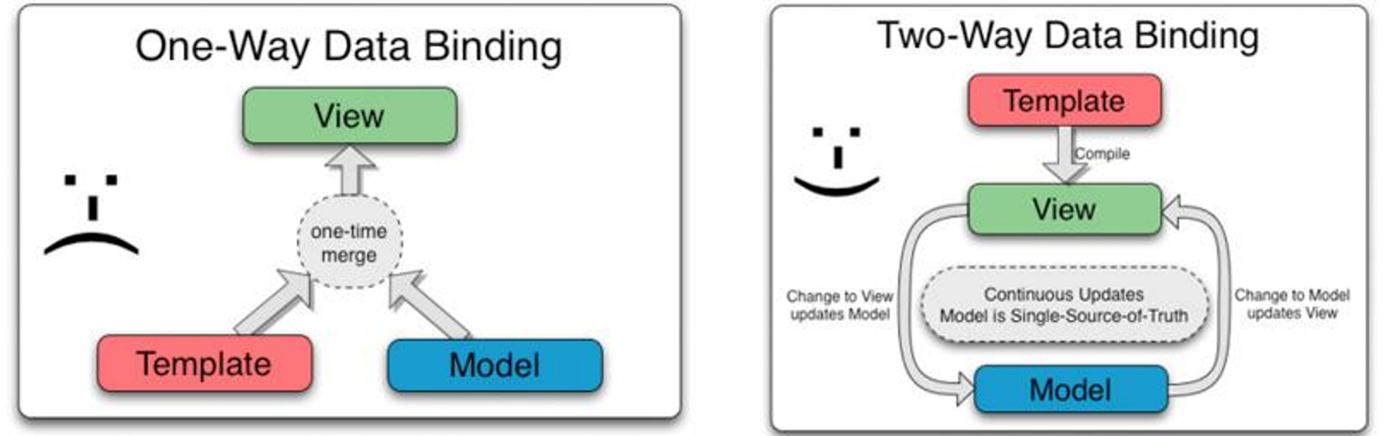 One-Way Data Binding
View
one-time
merge
Template
Model
Two-Way Data Binding
Template
Compile
View
Change to View
updates Model
Continuous Updates
Model is Single-Source-of-Truth
Change to Model
updates View
Model